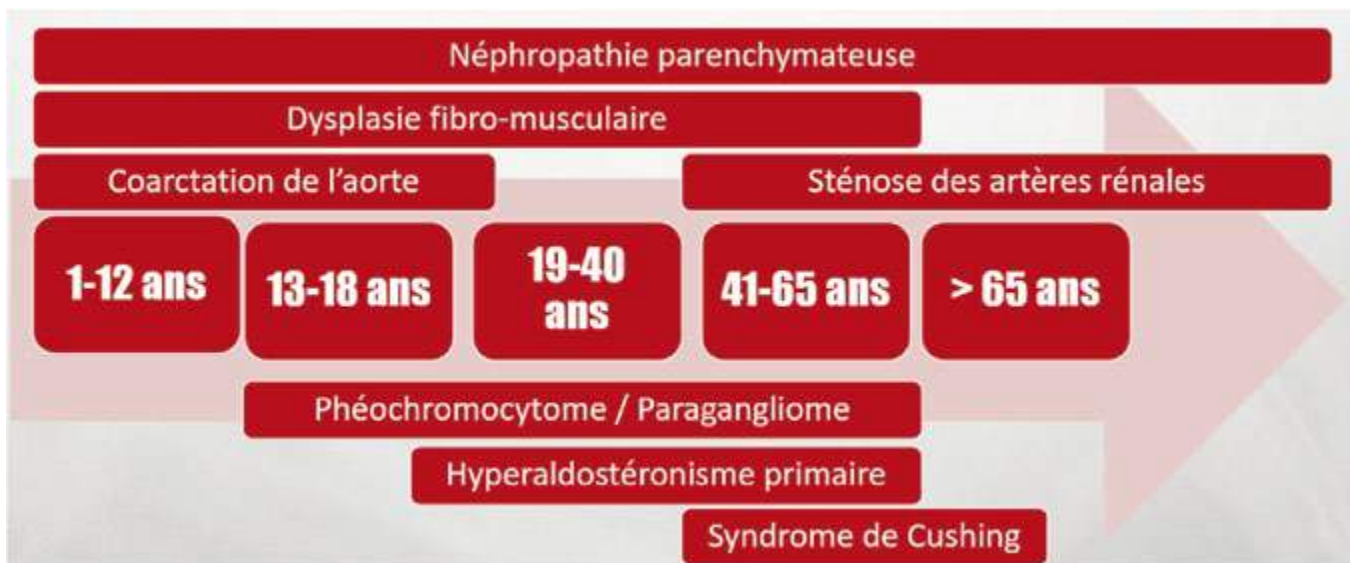 Néphropathie parenchymateuse
Dysplasie fibro-musculaire
Coarctation de l'aorte
Sténose des artères rénales
1-12 ans
13-18 ans
19-40
ans
41-65 ans
> 65 ans
Phéochromocytome / Paragangliome
Hyperaldostéronisme primaire
Syndrome de Cushing